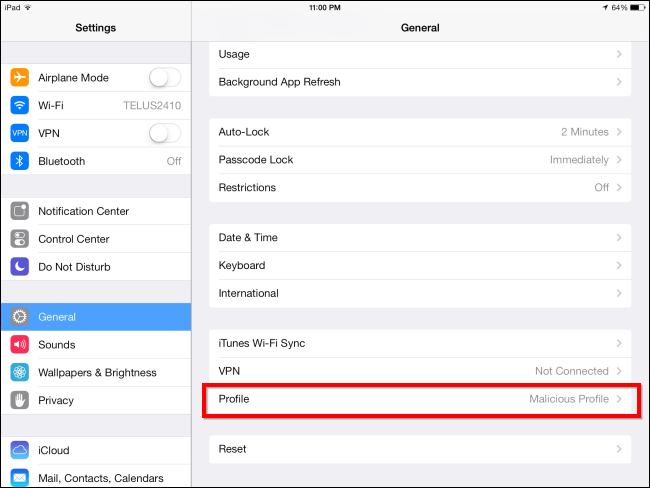 iPad
11:00 PM
64%
Settings
General
Airplane Mode
Wi-Fi TELUS2410
VPN VPN
Bluetooth Off
Notification Center
Control Center
Do Not Disturb
General
Sounds
Wallpapers & Brightness
Privacy
iCloud
Mail, Contacts, Calendars
Usage
Background App Refresh
Auto-Lock 2 Minutes
Passcode Lock Immediately
Restrictions Off
Date & Time
Keyboard
International
iTunes Wi-Fi Sync
VPN Not Connected
Profile Malicious Profile
Reset